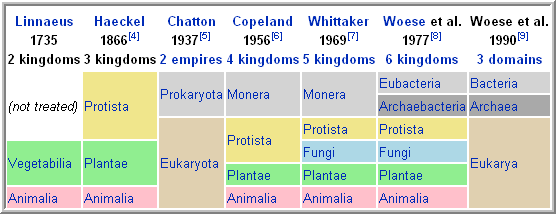 Linnaeus Haeckel Chatton Copeland Whittaker Woese et al. Woese et al.
1735 1866[4] 1937[5] 1956[6] 1969[7] 1977[8] 1990[9]
2 kingdoms 3 kingdoms 2 empires 4 kingdoms 5 kingdoms 6 kingdoms 3 domains
(not treated) Protista Prokaryota Monera Monera Eubacteria Bacteria
Archaebacteria Archaea
Eukaryota Protista Protista Protista Eukarya
Fungi Fungi
Vegetabilia Plantae Plantae Plantae Plantae
Animalia Animalia Animalia Animalia Animalia